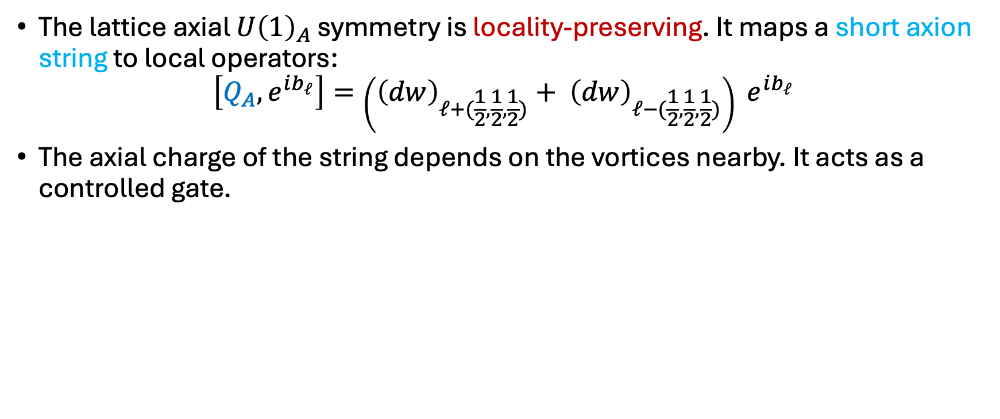 • The lattice axial U(1)_A symmetry is locality-preserving. It maps a short axion
string to local operators:
[Q_A, e^{ib_ℓ}] = ((dw)_{ℓ+(1/2,1/2,1/2)} + (dw)_{ℓ−(1/2,1/2,1/2)}) e^{ib_ℓ}
• The axial charge of the string depends on the vortices nearby. It acts as a
controlled gate.